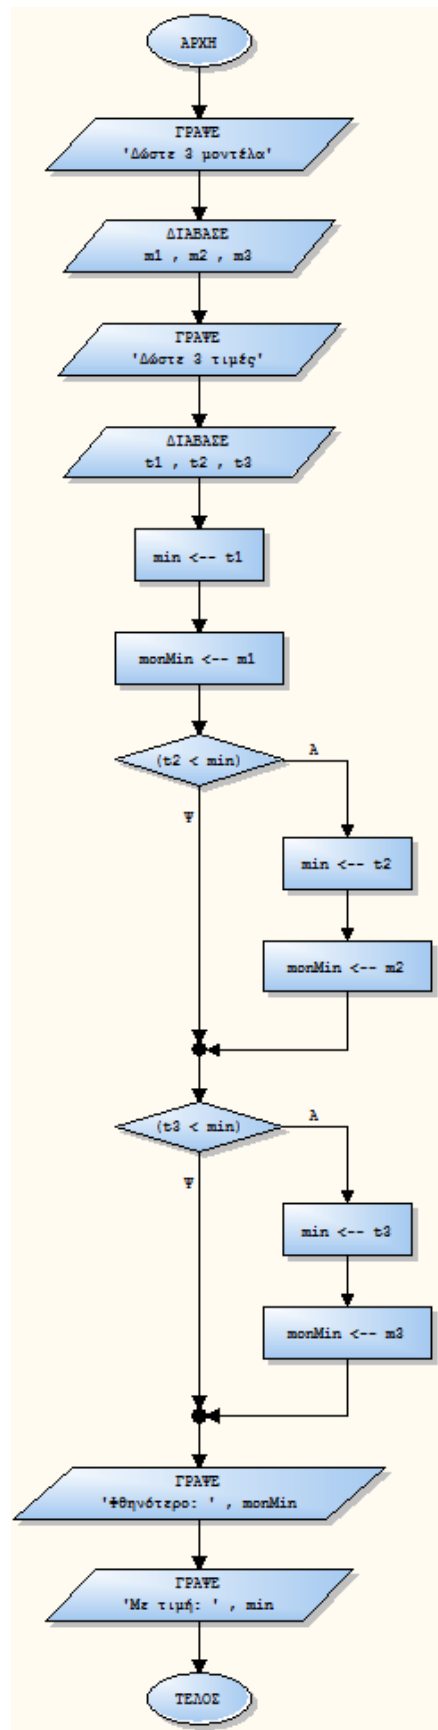 ΑΡΧΗ
ΓΡΑΨΕ
'Δώστε 3 μοντέλα'
ΔΙΑΒΑΣΕ
m1 , m2 , m3
ΓΡΑΨΕ
'Δώστε 3 τιμές'
ΔΙΑΒΑΣΕ
t1 , t2 , t3
min <-- t1
monMin <-- m1
(t2 < min)
Α
Ψ
min <-- t2
monMin <-- m2
(t3 < min)
Α
Ψ
min <-- t3
monMin <-- m3
ΓΡΑΨΕ
'Φθηνότερο: ' , monMin
ΓΡΑΨΕ
'Με τιμή: ' , min
ΤΕΛΟΣ